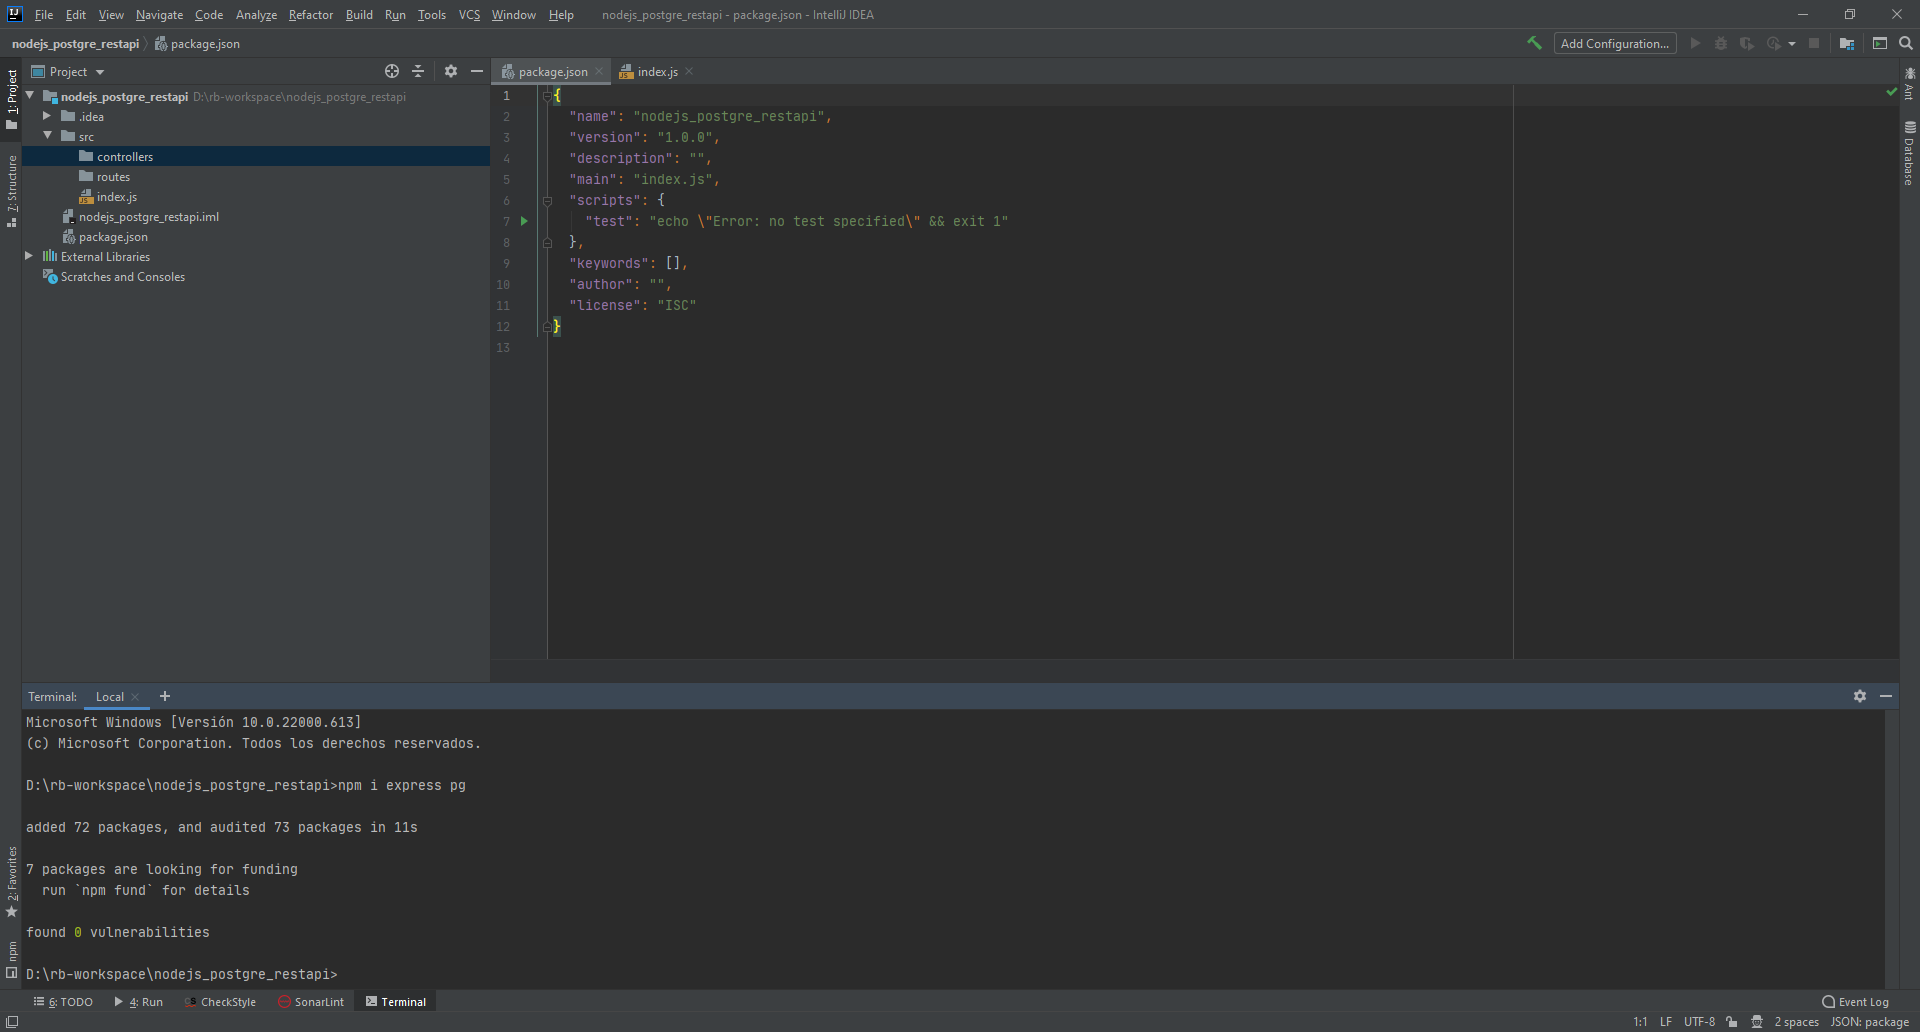 File Edit View Navigate Code Analyze Refactor Build Run Tools VCS Window Help nodejs_postgre_restapi - package.json - IntelliJ IDEA
nodejs_postgre_restapi package.json Add Configuration...
1: Project
7: Structure
2: Favorites
npm
Project
nodejs_postgre_restapi D:\rb-workspace\nodejs_postgre_restapi
.idea
src
controllers
routes
index.js
nodejs_postgre_restapi.iml
package.json
External Libraries
Scratches and Consoles
package.json index.js
1 {
2 "name": "nodejs_postgre_restapi",
3 "version": "1.0.0",
4 "description": "",
5 "main": "index.js",
6 "scripts": {
7 "test": "echo \"Error: no test specified\" && exit 1"
8 },
9 "keywords": [],
10 "author": "",
11 "license": "ISC"
12 }
13
Ant
Database
Terminal: Local
Microsoft Windows [Versión 10.0.22000.613]
(c) Microsoft Corporation. Todos los derechos reservados.
D:\rb-workspace\nodejs_postgre_restapi>npm i express pg
added 72 packages, and audited 73 packages in 11s
7 packages are looking for funding
run `npm fund` for details
found 0 vulnerabilities
D:\rb-workspace\nodejs_postgre_restapi>
6: TODO 4: Run CheckStyle SonarLint Terminal Event Log
1:1 LF UTF-8 2 spaces JSON: package